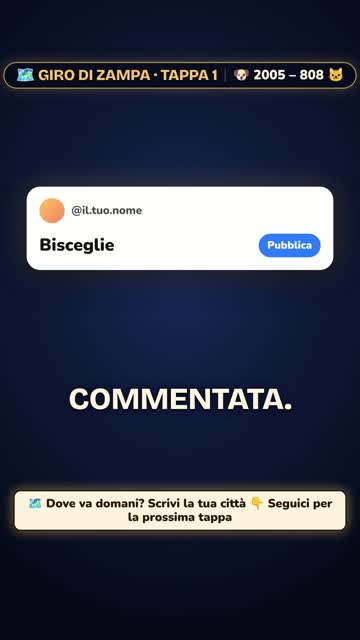 🗺️ GIRO DI ZAMPA • TAPPA 1 | 🐶 2005 – 808 🐱
@il.tuo.nome
Bisceglie
Pubblica
COMMENTATA.
🗺️ Dove va domani? Scrivi la tua città 👇 Seguici per
la prossima tappa